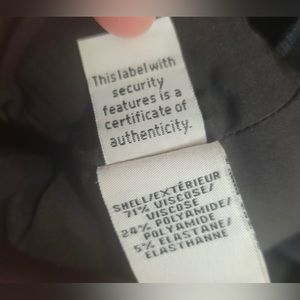 This label with
security
features is a
certificate of
authenticity.
SHELL/EXTÉRIEUR
71% VISCOSE/
VISCOSE
24% POLYAMIDE/
POLYAMIDE
5% ELASTANE/
ELASTHANNE